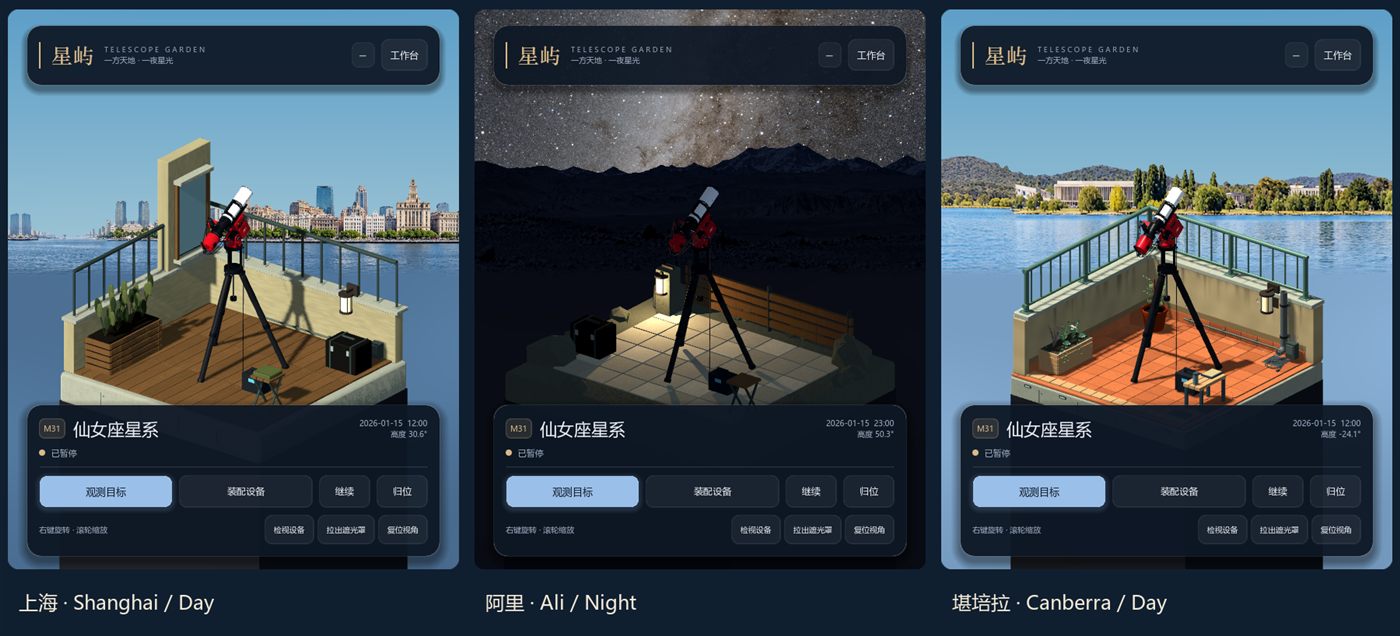 星屿
TELESCOPE GARDEN
一方天地 · 一夜星光
工作台
M31
仙女座星系
2026-01-15 12:00
高度 30.6°
已暂停
观测目标
装配设备
继续
归位
右键旋转 · 滚轮缩放
检视设备
拉出遮光罩
复位视角
上海 · Shanghai / Day
星屿
TELESCOPE GARDEN
一方天地 · 一夜星光
工作台
M31
仙女座星系
2026-01-15 23:00
高度 50.3°
已暂停
观测目标
装配设备
继续
归位
右键旋转 · 滚轮缩放
检视设备
拉出遮光罩
复位视角
阿里 · Ali / Night
星屿
TELESCOPE GARDEN
一方天地 · 一夜星光
工作台
M31
仙女座星系
2026-01-15 12:00
高度 -24.1°
已暂停
观测目标
装配设备
继续
归位
右键旋转 · 滚轮缩放
检视设备
拉出遮光罩
复位视角
堪培拉 · Canberra / Day